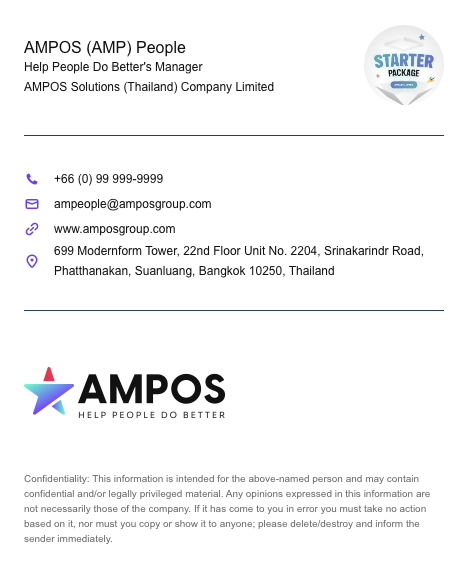 AMPOS (AMP) People
Help People Do Better's Manager
AMPOS Solutions (Thailand) Company Limited
STARTER
PACKAGE
+66 (0) 99 999-9999
ampeople@amposgroup.com
www.amposgroup.com
699 Modernform Tower, 22nd Floor Unit No. 2204, Srinakarindr Road,
Phatthanakan, Suanluang, Bangkok 10250, Thailand
AMPOS
HELP PEOPLE DO BETTER
Confidentiality: This information is intended for the above-named person and may contain
confidential and/or legally privileged material. Any opinions expressed in this information are
not necessarily those of the company. If it has come to you in error you must take no action
based on it, nor must you copy or show it to anyone; please delete/destroy and inform the
sender immediately.